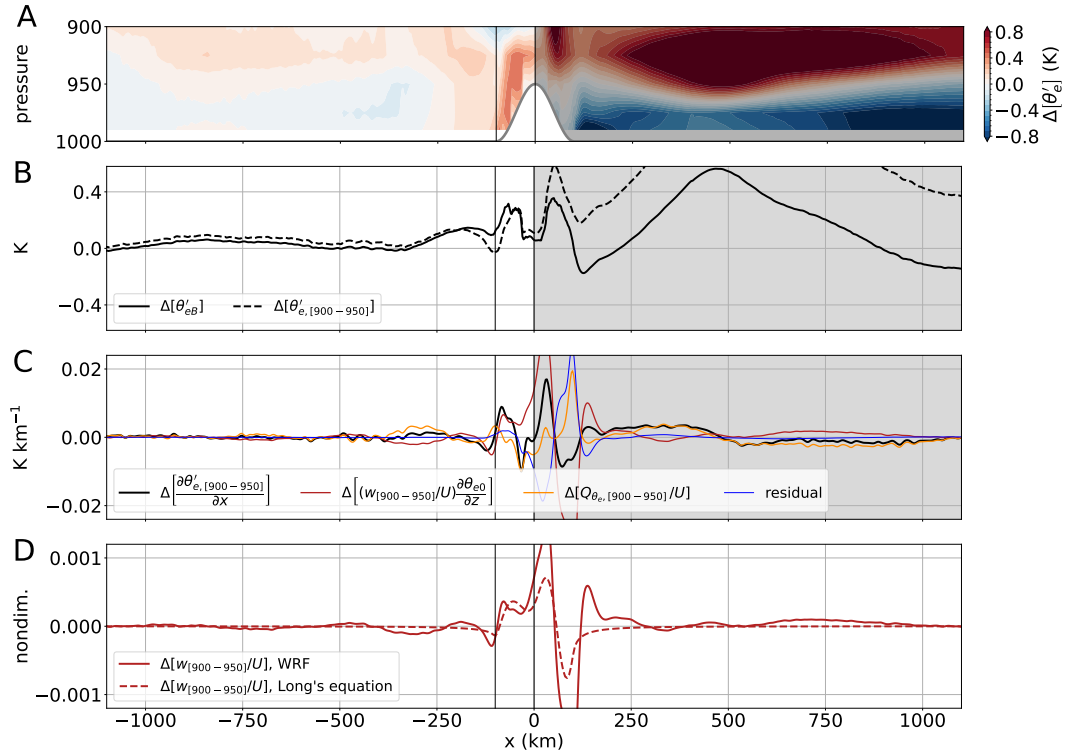 A
pressure
900
950
1000
0.8
0.4
0.0
−0.4
−0.8
Δ[θ′e] (K)
B
K
0.4
0.0
−0.4
Δ[θ′eB]
Δ[θ′e,[900−950]]
C
K km−1
0.02
0.00
−0.02
Δ[∂θ′e,[900−950]/∂x]
Δ[(w[900−950]/U)∂θe0/∂z]
Δ[Qθe,[900−950]/U]
residual
D
nondim.
0.001
0.000
−0.001
Δ[w[900−950]/U], WRF
Δ[w[900−950]/U], Long's equation
−1000 −750 −500 −250 0 250 500 750 1000
x (km)